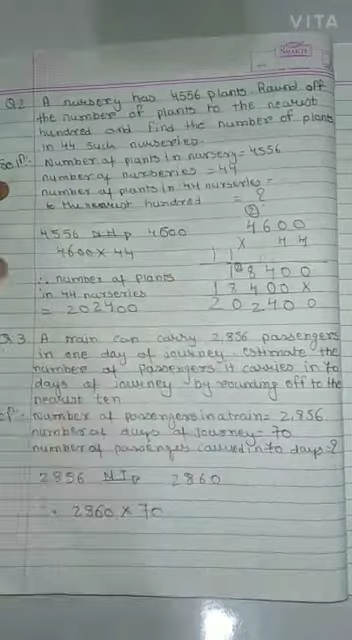 VITA
SHAKTI
Q2 A nursery has 4556 plants. Round off
the number of plants to the nearest
hundred and find the number of plants
in 44 such nurseries.
Number of plants in nursery = 4556
number of nurseries = 44
number of plants in 44 nurseries =
to the nearest hundred = ?
4556 NTP 4600
4600 × 44
4600
× 44
18400
18400×
202400
∴ number of plants
in 44 nurseries
= 202400
Q3. A train can carry 2,856 passengers
in one day of journey. Estimate the
number of passengers it carries in 70
days of journey by rounding off to the
nearest ten
Number of passengers in a train = 2,856
number of days of journey = 70
number of passenges carried in 70 days = ?
2856 NTP 2860
∴ 2860 × 70